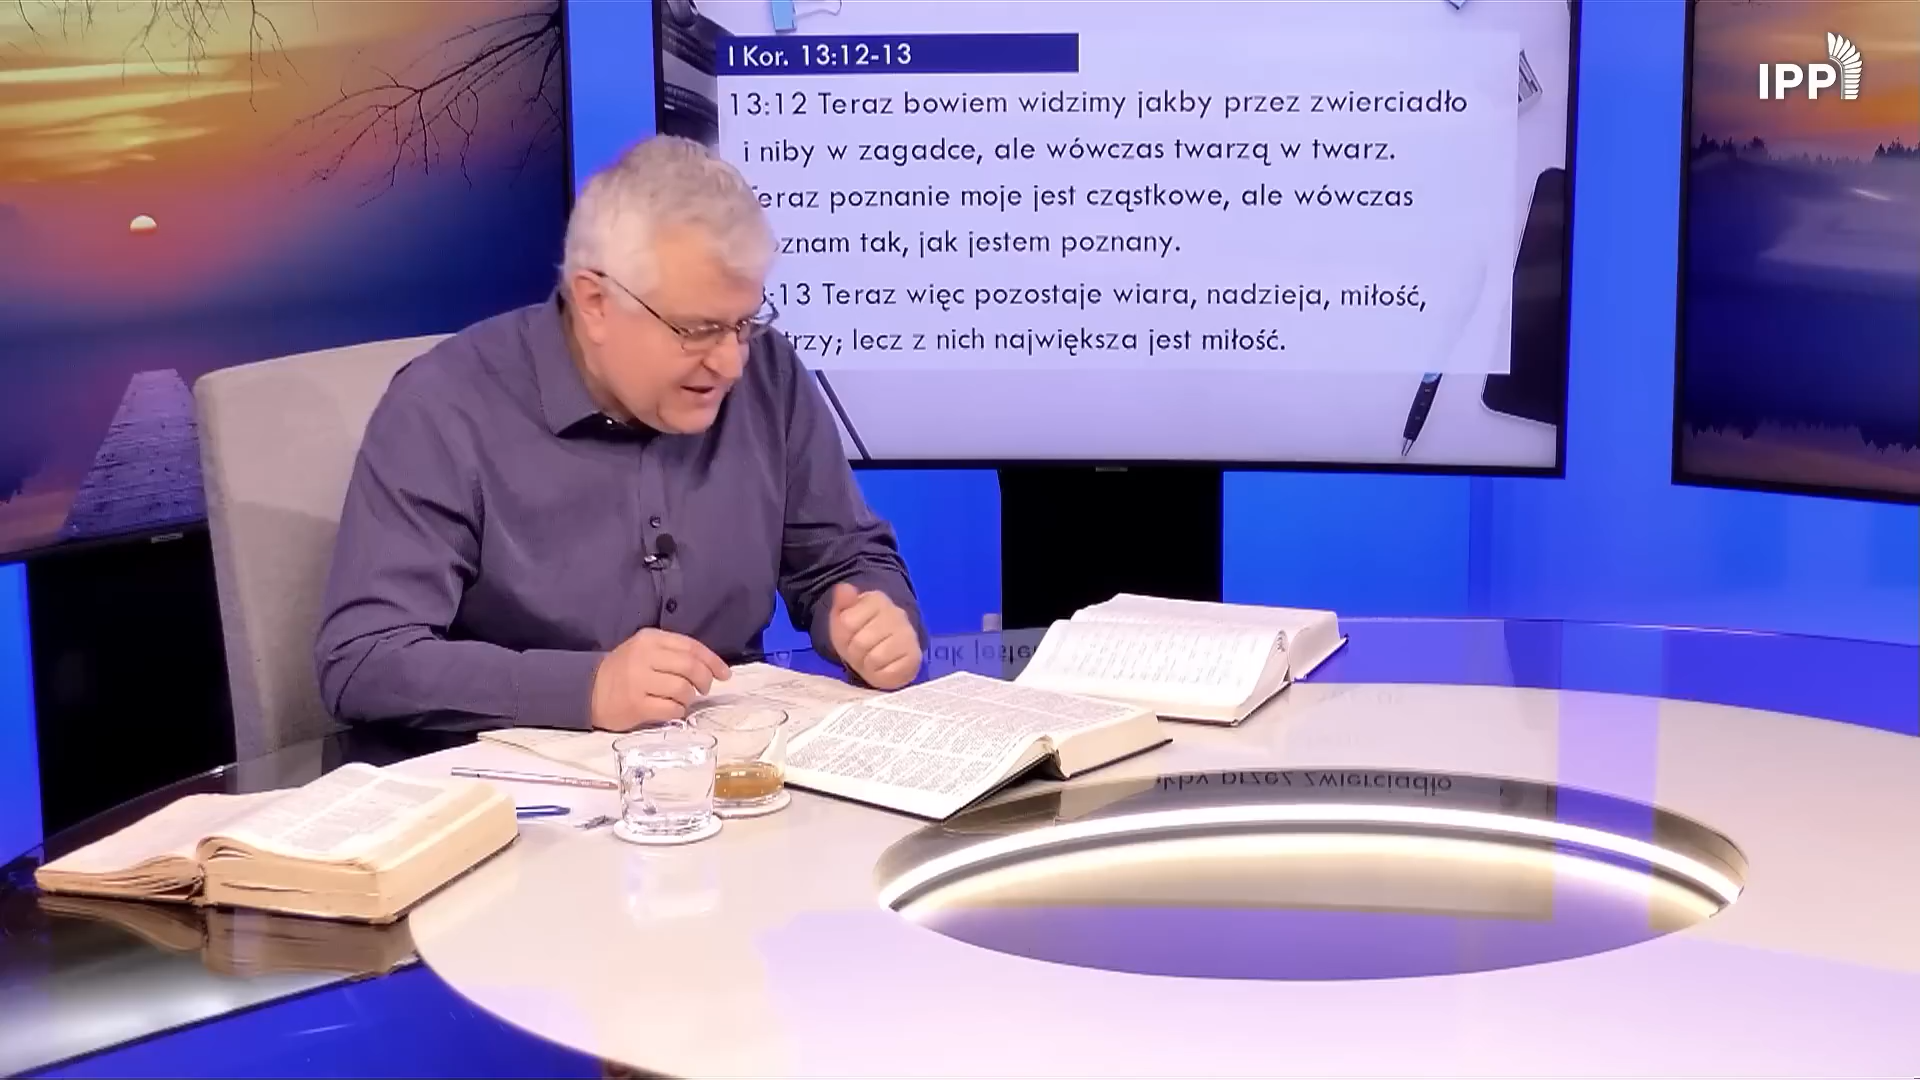 I Kor. 13:12-13
13:12 Teraz bowiem widzimy jakby przez zwierciadło
i niby w zagadce, ale wówczas twarzą w twarz.
eraz poznanie moje jest cząstkowe, ale wówczas
znam tak, jak jestem poznany.
:13 Teraz więc pozostaje wiara, nadzieja, miłość,
trzy; lecz z nich największa jest miłość.
IPP